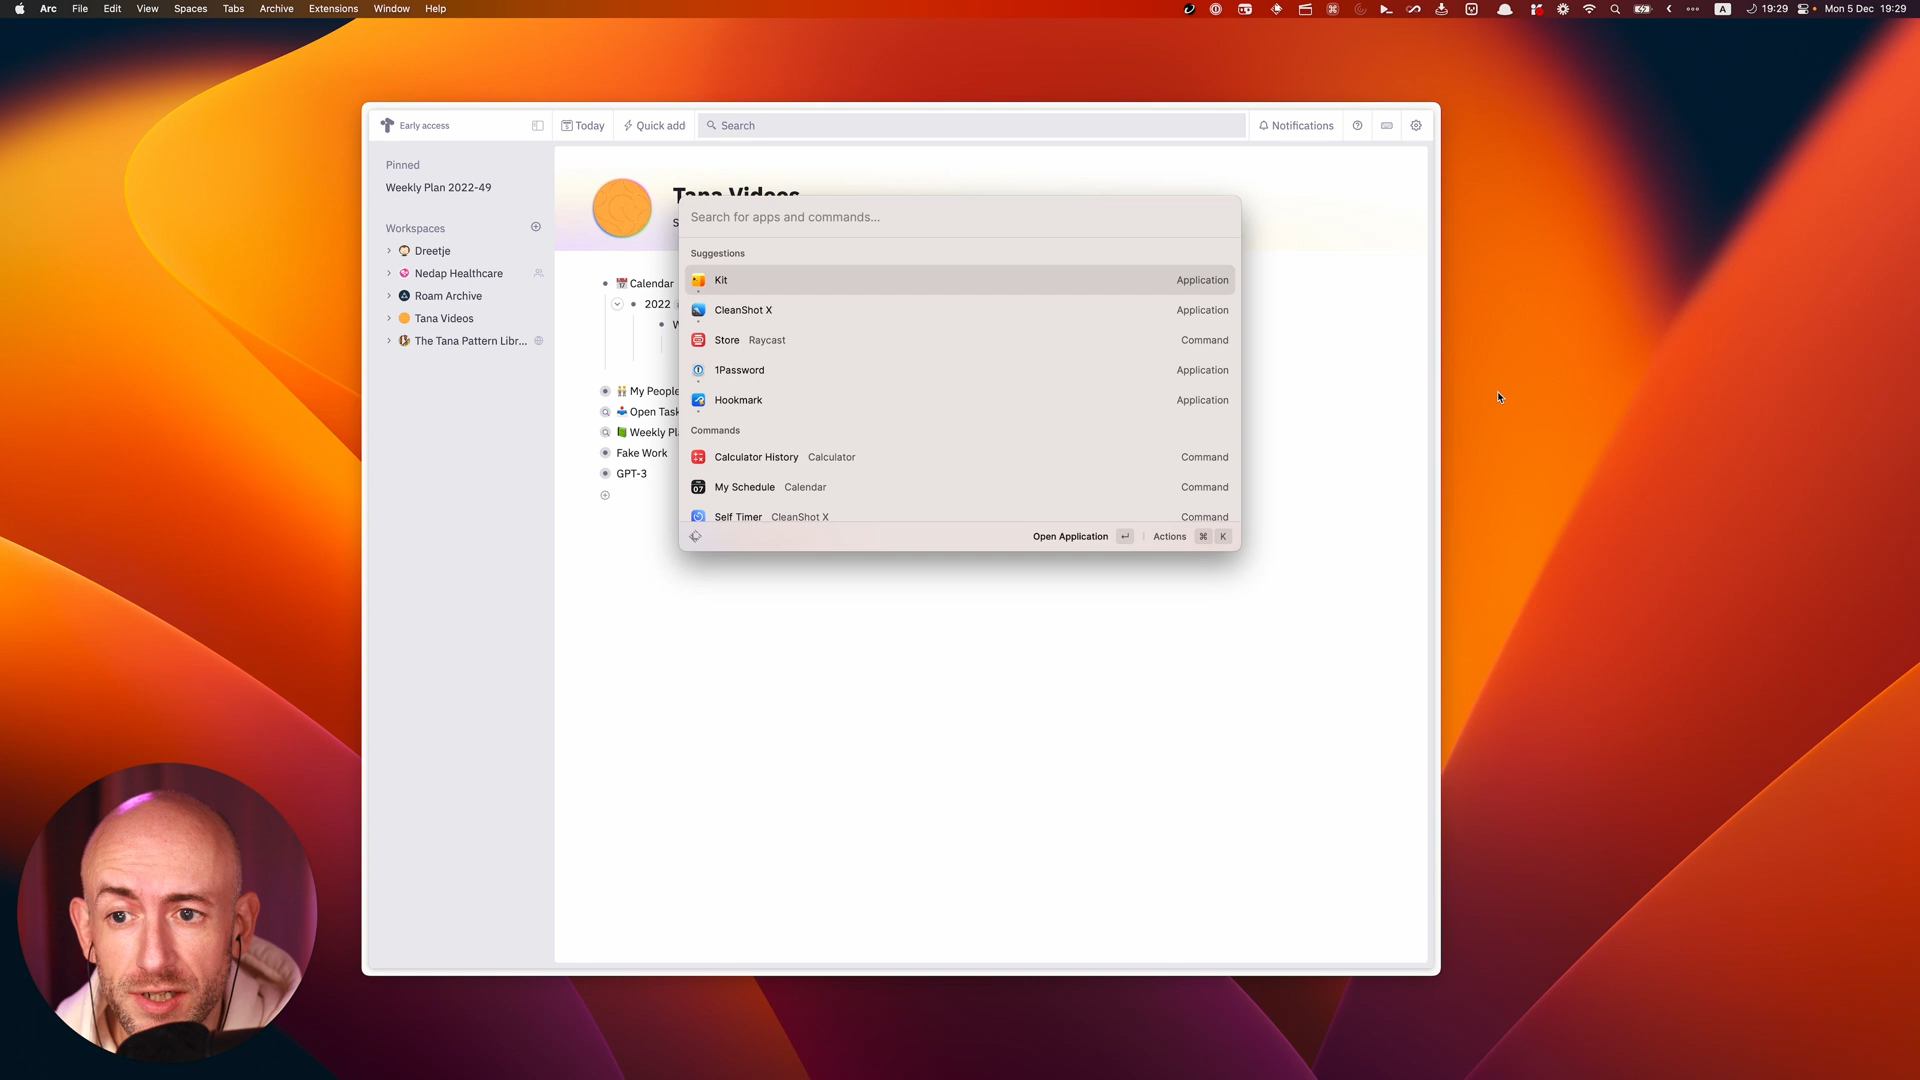 Arc File Edit View Spaces Tabs Archive Extensions Window Help
A 19:29 Mon 5 Dec 19:29
Early access
Today
Quick add
Search
Notifications
Pinned
Weekly Plan 2022-49
Workspaces
Dreetje
Nedap Healthcare
Roam Archive
Tana Videos
The Tana Pattern Libr...
Tana Videos
S
Calendar
2022
W
My People
Open Task
Weekly Pl
Fake Work
GPT-3
Search for apps and commands...
Suggestions
Kit Application
CleanShot X Application
Store Raycast Command
1Password Application
Hookmark Application
Commands
Calculator History Calculator Command
My Schedule Calendar Command
Self Timer CleanShot X Command
Open Application ↵ Actions ⌘ K